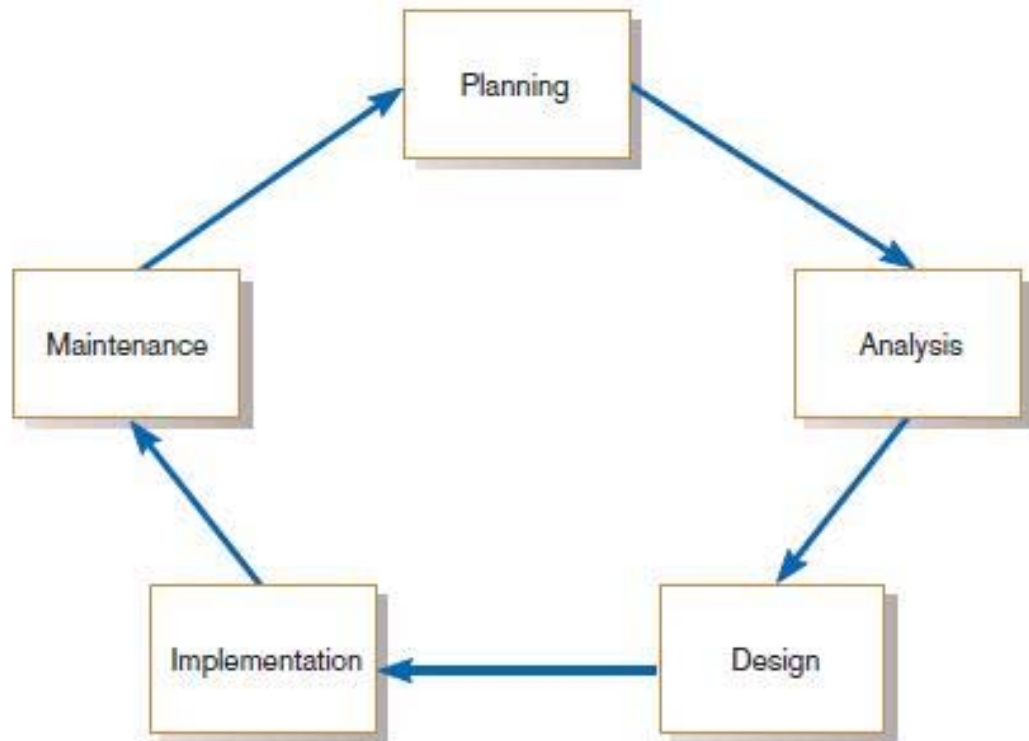 Planning
Analysis
Design
Implementation
Maintenance